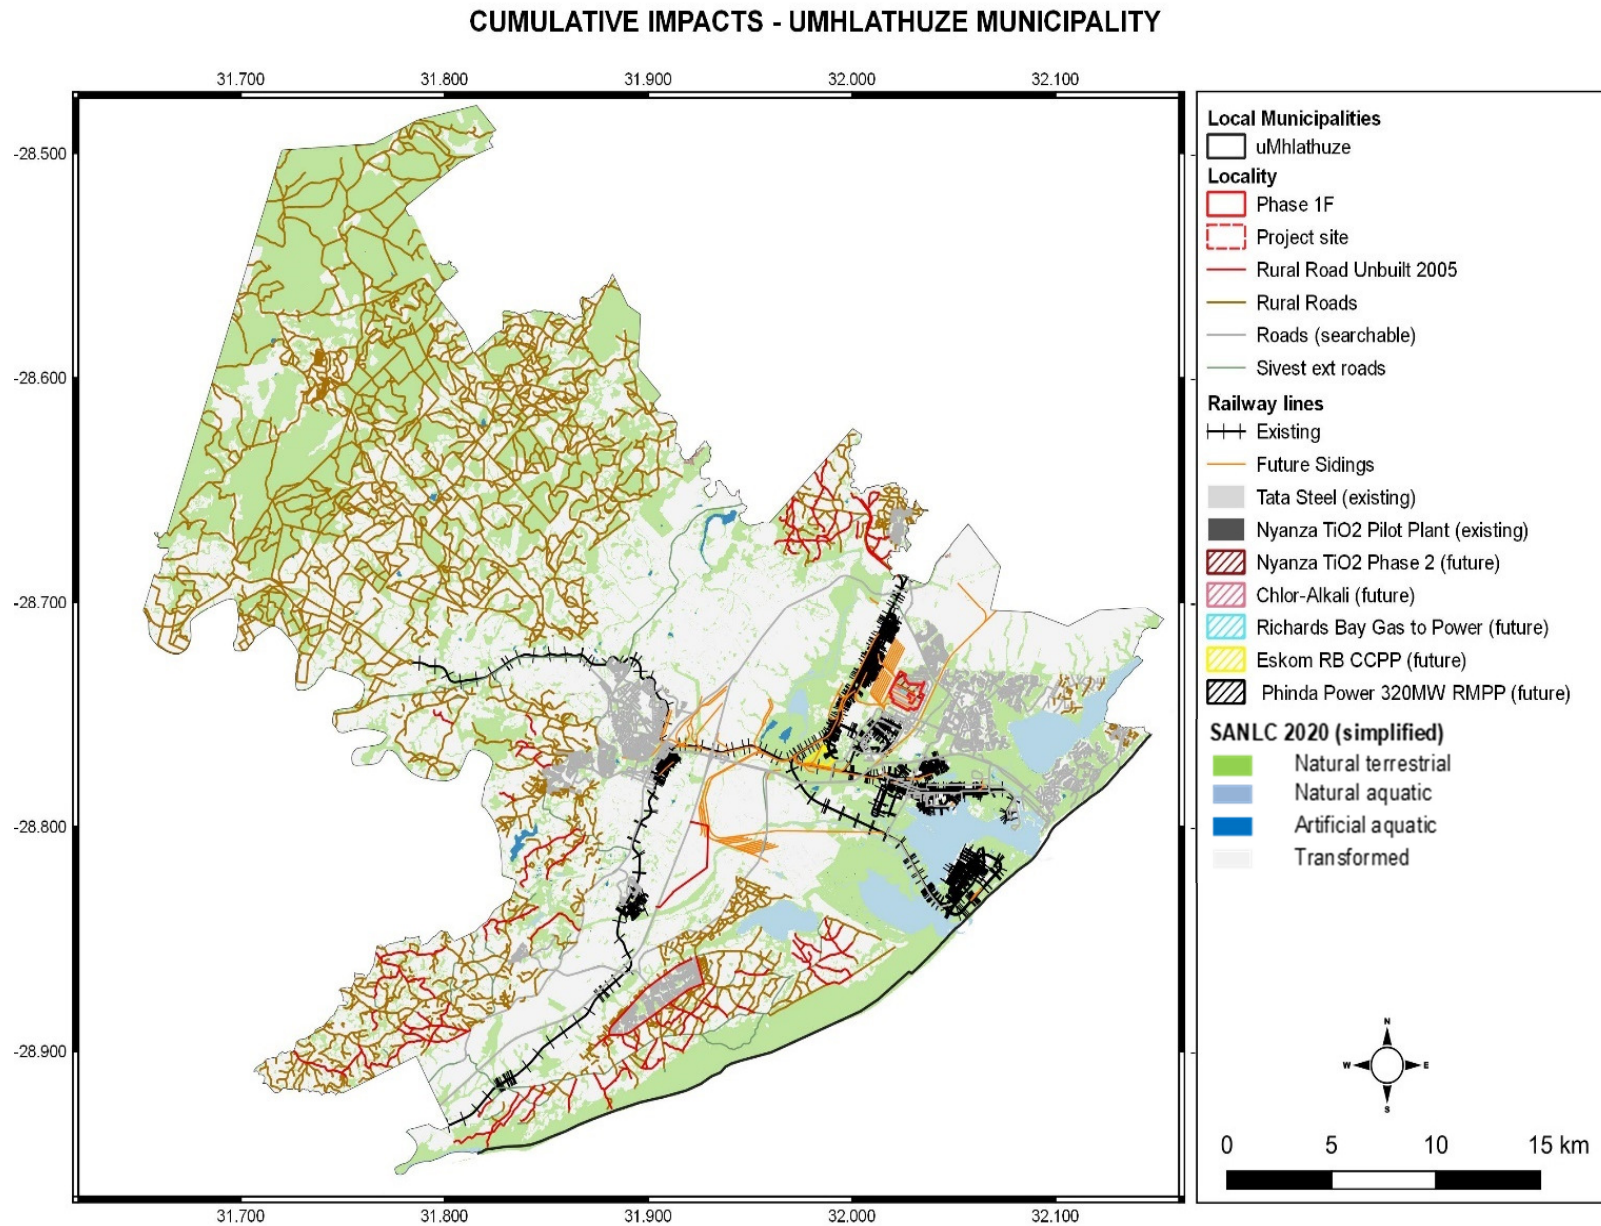 CUMULATIVE IMPACTS - UMHLATHUZE MUNICIPALITY
31.700 31.800 31.900 32.000 32.100
-28.500
-28.600
-28.700
-28.800
-28.900
31.700 31.800 31.900 32.000 32.100
Local Municipalities
uMhlathuze
Locality
Phase 1F
Project site
Rural Road Unbuilt 2005
Rural Roads
Roads (searchable)
Sivest ext roads
Railway lines
Existing
Future Sidings
Tata Steel (existing)
Nyanza TiO2 Pilot Plant (existing)
Nyanza TiO2 Phase 2 (future)
Chlor-Alkali (future)
Richards Bay Gas to Power (future)
Eskom RB CCPP (future)
Phinda Power 320MW RMPP (future)
SANLC 2020 (simplified)
Natural terrestrial
Natural aquatic
Artificial aquatic
Transformed
N
W E
S
0 5 10 15 km